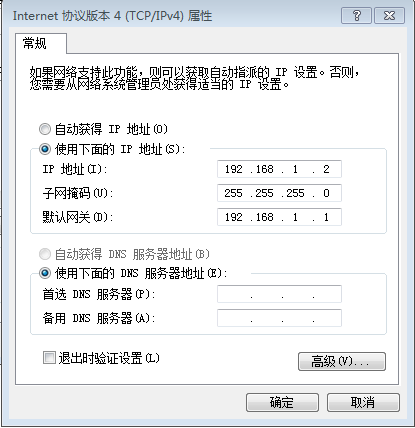 Internet 协议版本 4 (TCP/IPv4) 属性
常规
如果网络支持此功能，则可以获取自动指派的 IP 设置。否则，
您需要从网络系统管理员处获得适当的 IP 设置。
自动获得 IP 地址(O)
使用下面的 IP 地址(S):
IP 地址(I): 192 .168 . 1 . 2
子网掩码(U): 255 .255 .255 . 0
默认网关(D): 192 .168 . 1 . 1
自动获得 DNS 服务器地址(B)
使用下面的 DNS 服务器地址(E):
首选 DNS 服务器(P): . . .
备用 DNS 服务器(A): . . .
退出时验证设置(L)
高级(V)...
确定 取消